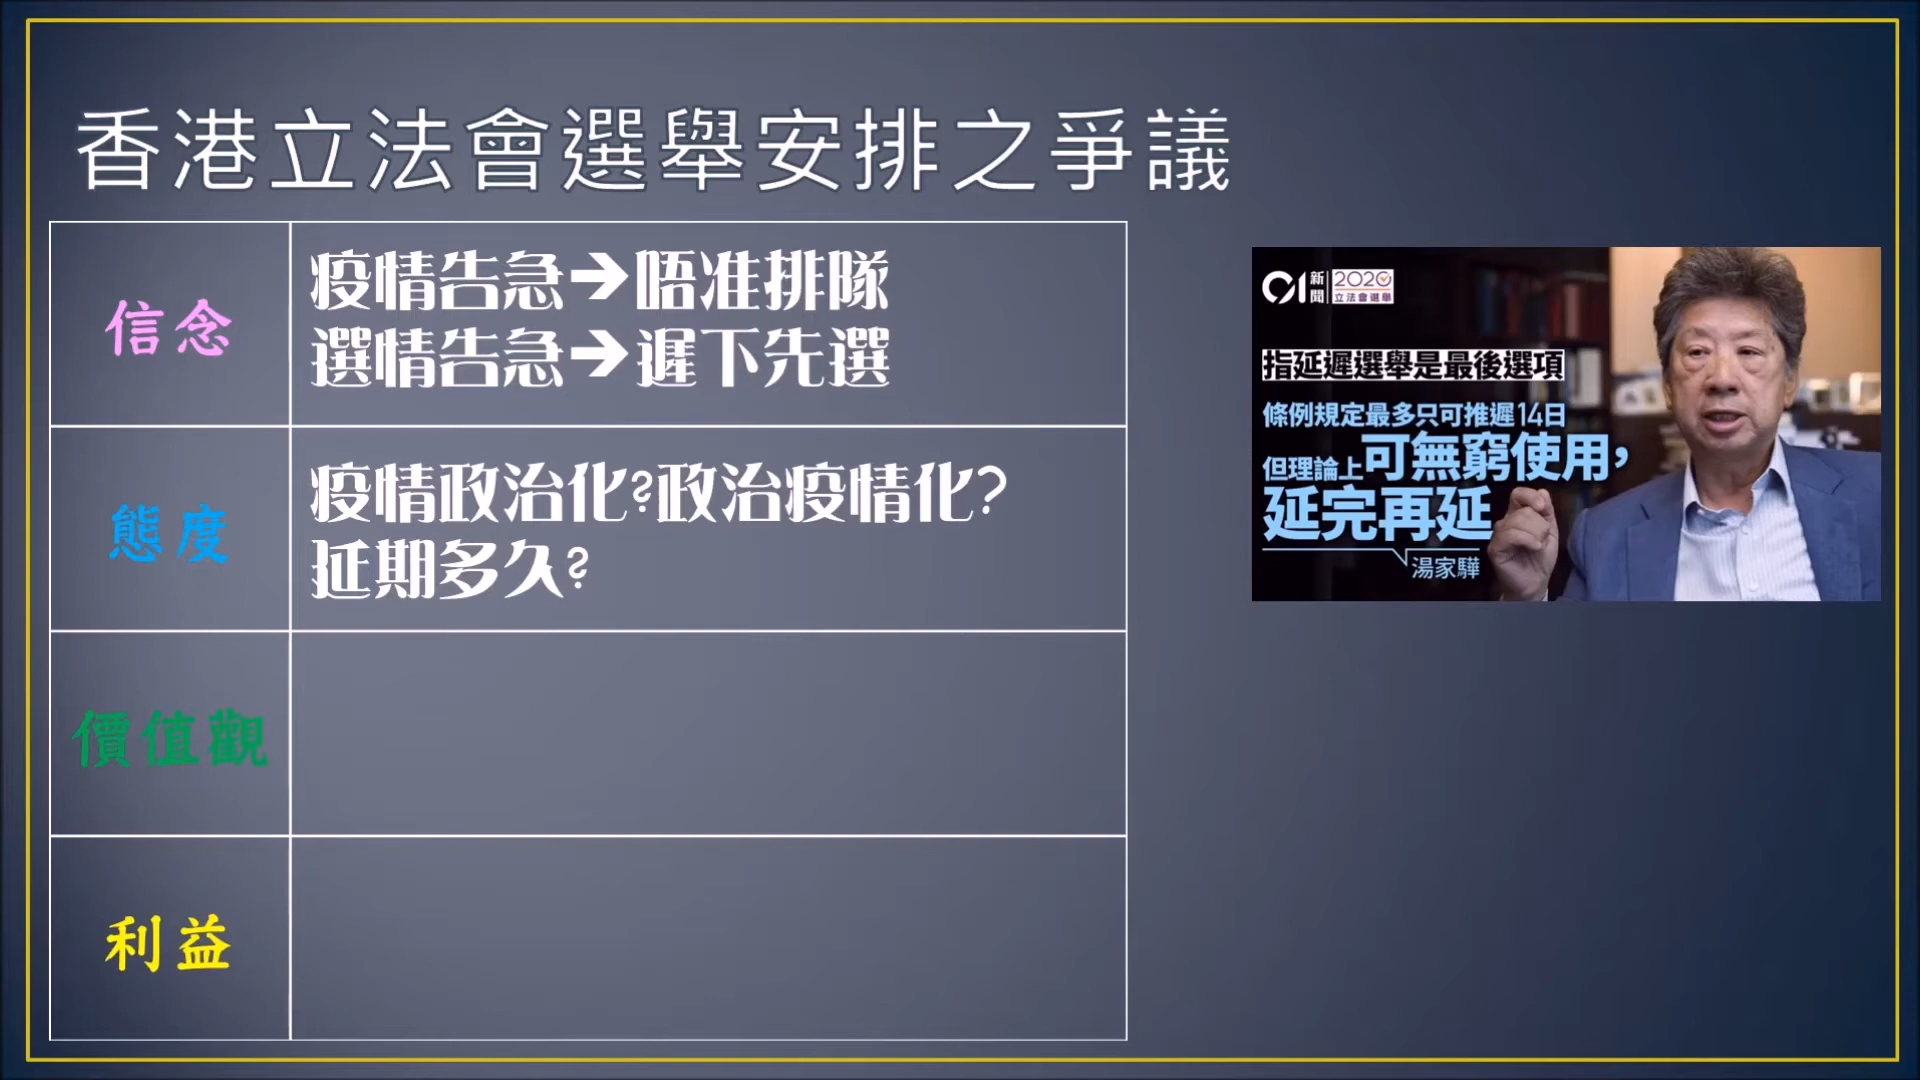 香港立法會選舉安排之爭議
信念
疫情告急→唔准排隊
選情告急→遲下先選
態度
疫情政治化?政治疫情化?
延期多久?
價值觀
利益
01 新聞 2020 立法會選舉
指延遲選舉是最後選項
條例規定最多只可推遲14日
但理論上可無窮使用，
延完再延
湯家驊